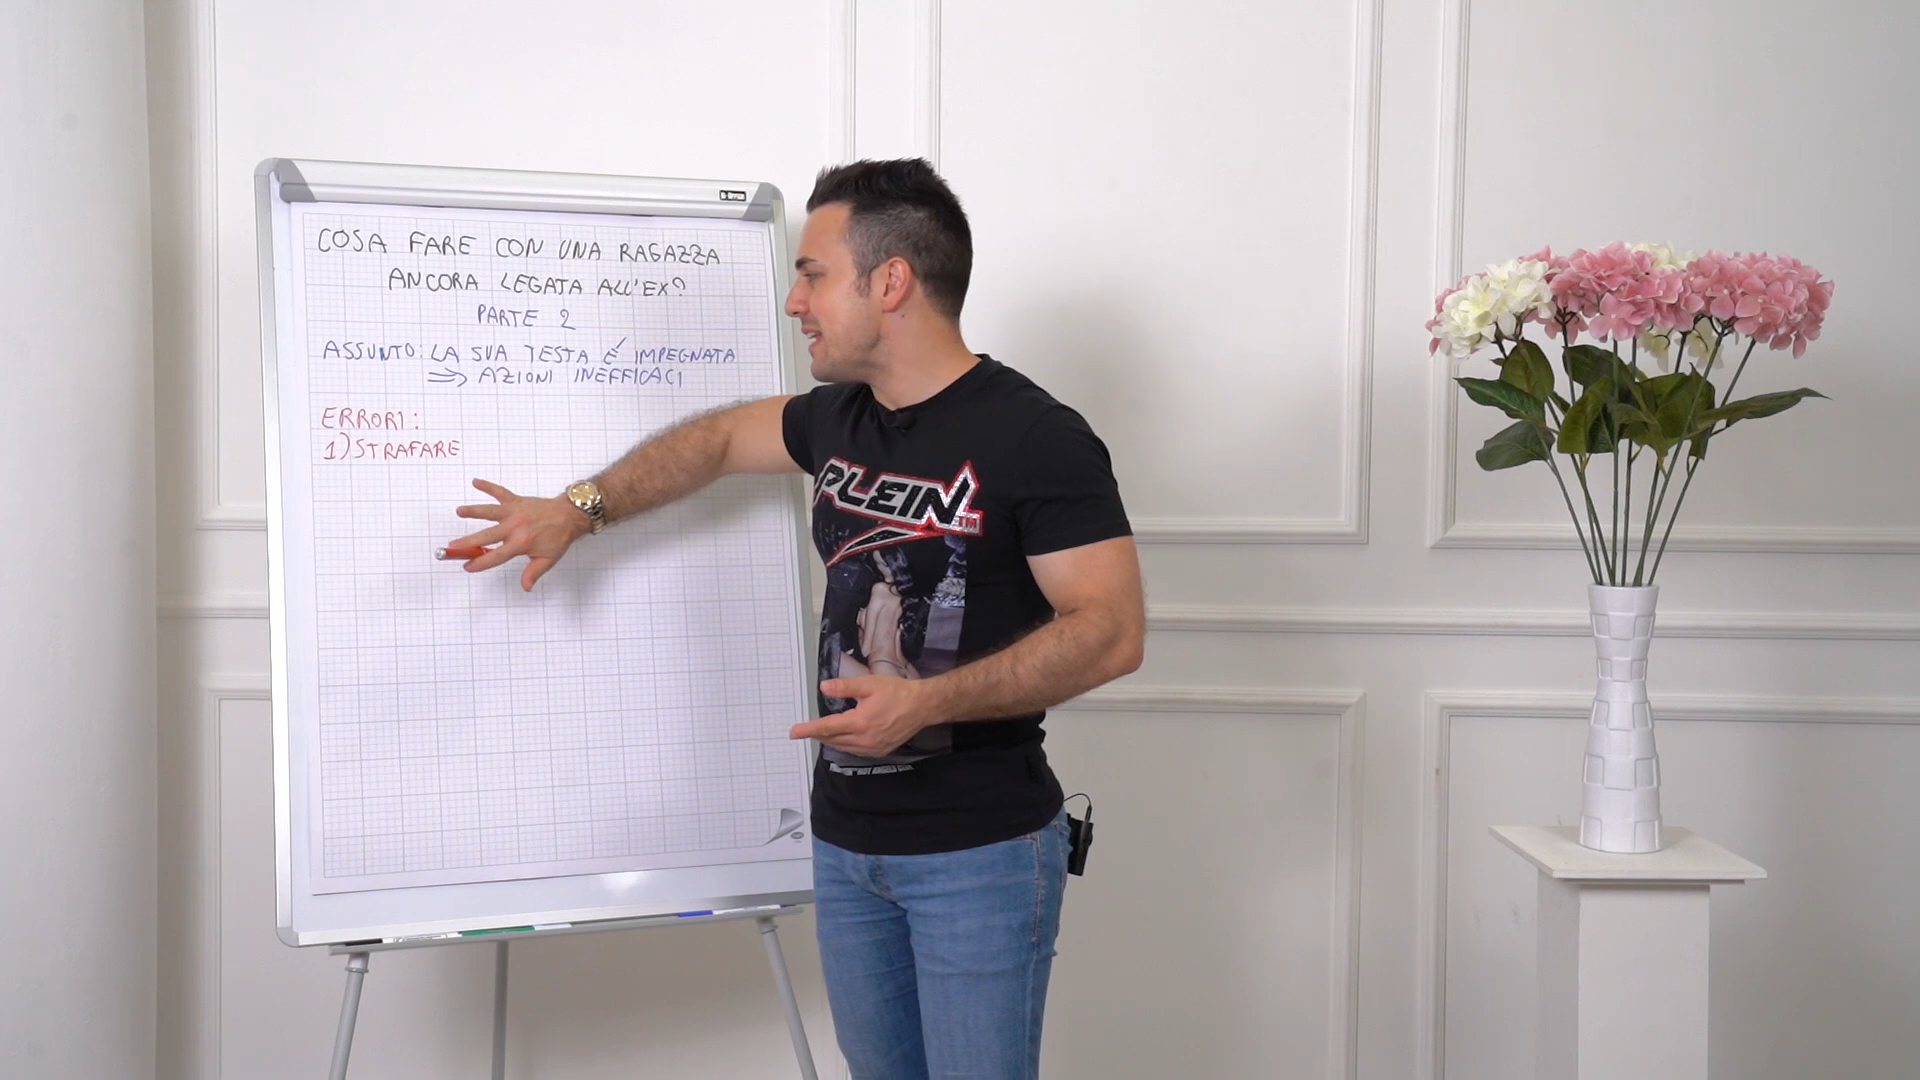 COSA FARE CON UNA RAGAZZA
ANCORA LEGATA ALL'EX?
PARTE 2
ASSUNTO: LA SUA TESTA É IMPEGNATA
=> AZIONI INEFFICACI
ERRORI:
1) STRAFARE
PLEIN